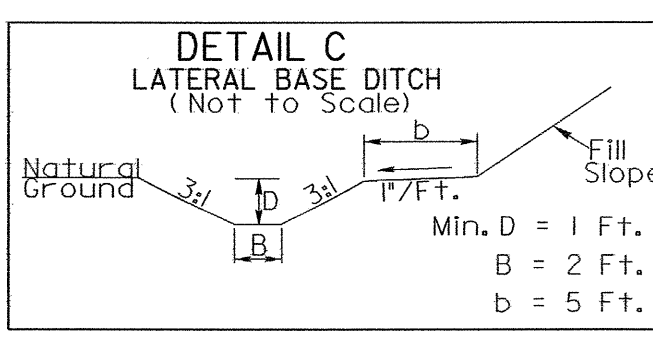 DETAIL C
LATERAL BASE DITCH
(Not to Scale)
b
Natural
Ground
3:1
D
3:1
1"/Ft.
Fill
Slope
B
Min. D = 1 Ft.
B = 2 Ft.
b = 5 Ft.